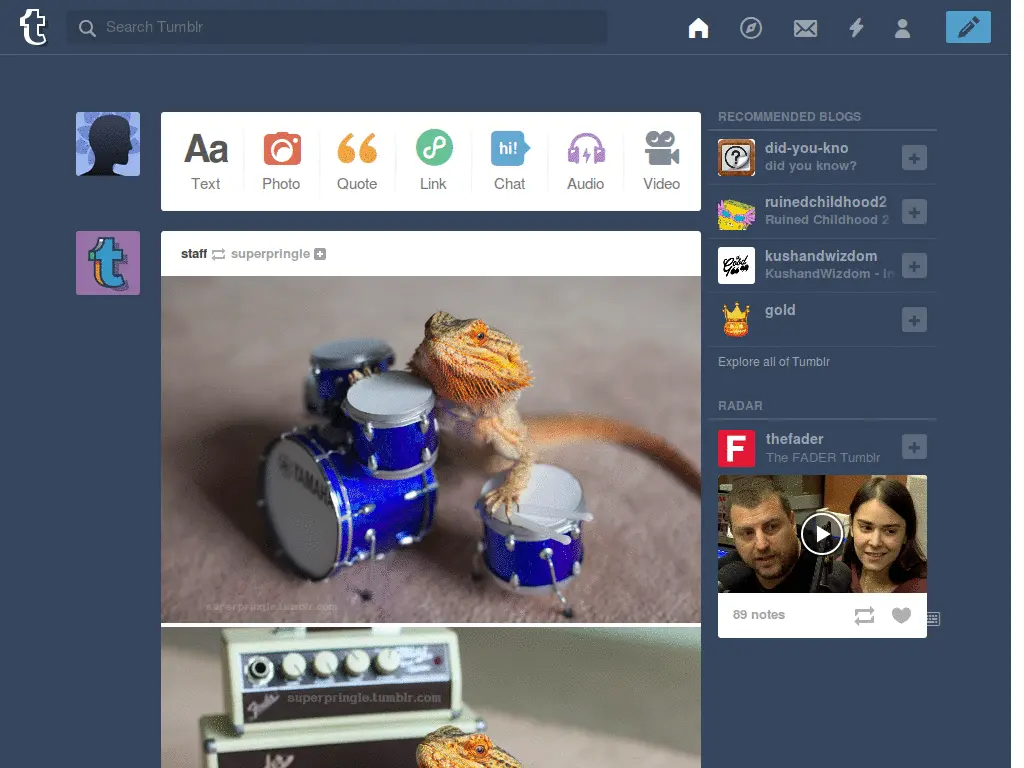 t
Search Tumblr
Aa
Text
Photo
Quote
Link
hi!
Chat
Audio
Video
t
staff superpringle
YAMAHA
superpringle.tumblr.com
superpringle.tumblr.com
Fender
RECOMMENDED BLOGS
did-you-kno
did you know?
ruinedchildhood2
Ruined Childhood 2
kushandwizdom
KushandWizdom - In
gold
Explore all of Tumblr
RADAR
F
thefader
The FADER Tumblr
89 notes